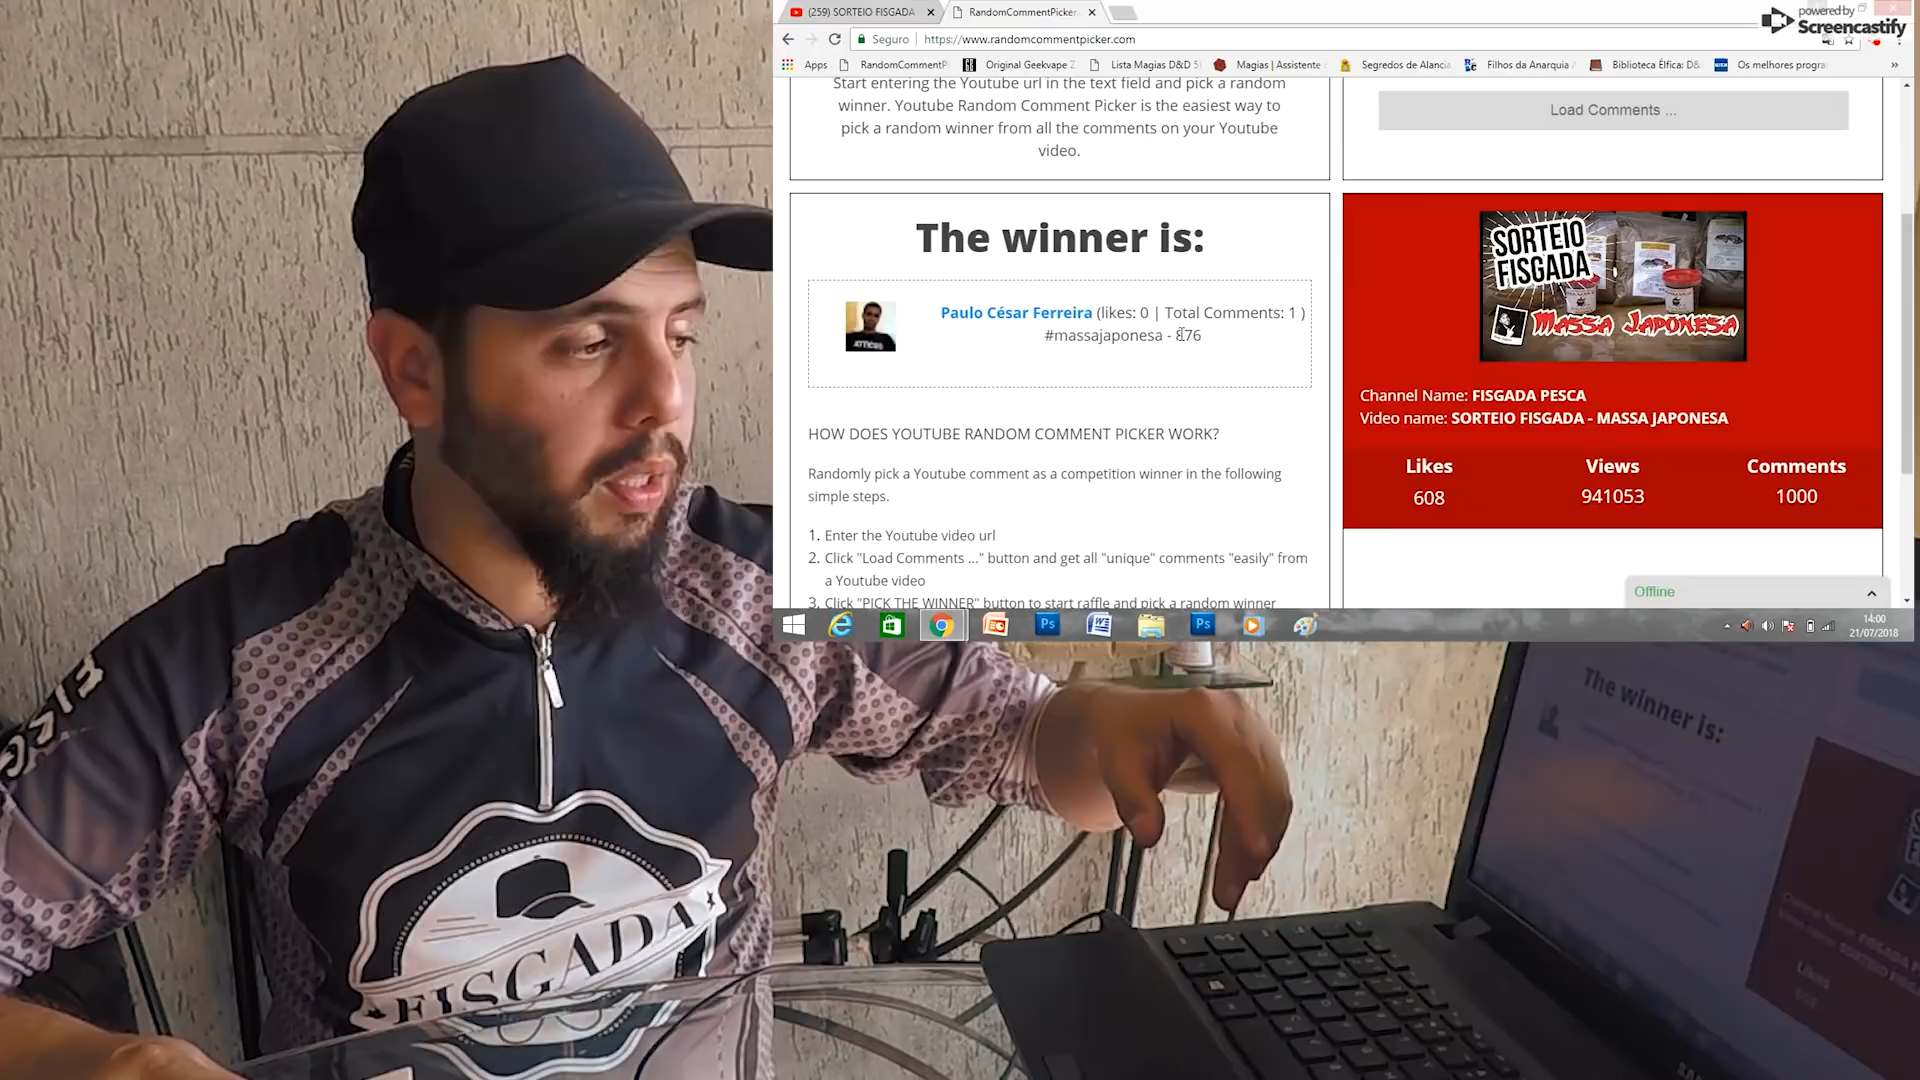 (259) SORTEIO FISGADA
RandomCommentPicker
powered by
Screencastify
Seguro
https://www.randomcommentpicker.com
Apps
RandomCommentPi
Original Geekvape Z
Lista Magias D&D 5
Magias | Assistente
Segredos de Alancia
Filhos da Anarquia
Biblioteca Élfica: D&
Os melhores progra
»
Start entering the Youtube url in the text field and pick a random
winner. Youtube Random Comment Picker is the easiest way to
pick a random winner from all the comments on your Youtube
video.
Load Comments ...
The winner is:
Paulo César Ferreira (likes: 0 | Total Comments: 1 )
#massajaponesa - 876
HOW DOES YOUTUBE RANDOM COMMENT PICKER WORK?
Randomly pick a Youtube comment as a competition winner in the following
simple steps.
1. Enter the Youtube video url
2. Click "Load Comments ..." button and get all "unique" comments "easily" from
a Youtube video
3. Click "PICK THE WINNER" button to start raffle and pick a random winner
SORTEIO
FISGADA
MASSA JAPONESA
Channel Name: FISGADA PESCA
Video name: SORTEIO FISGADA - MASSA JAPONESA
Likes Views Comments
608 941053 1000
Offline
14:00
21/07/2018
FISGADA
The winner is:
Likes